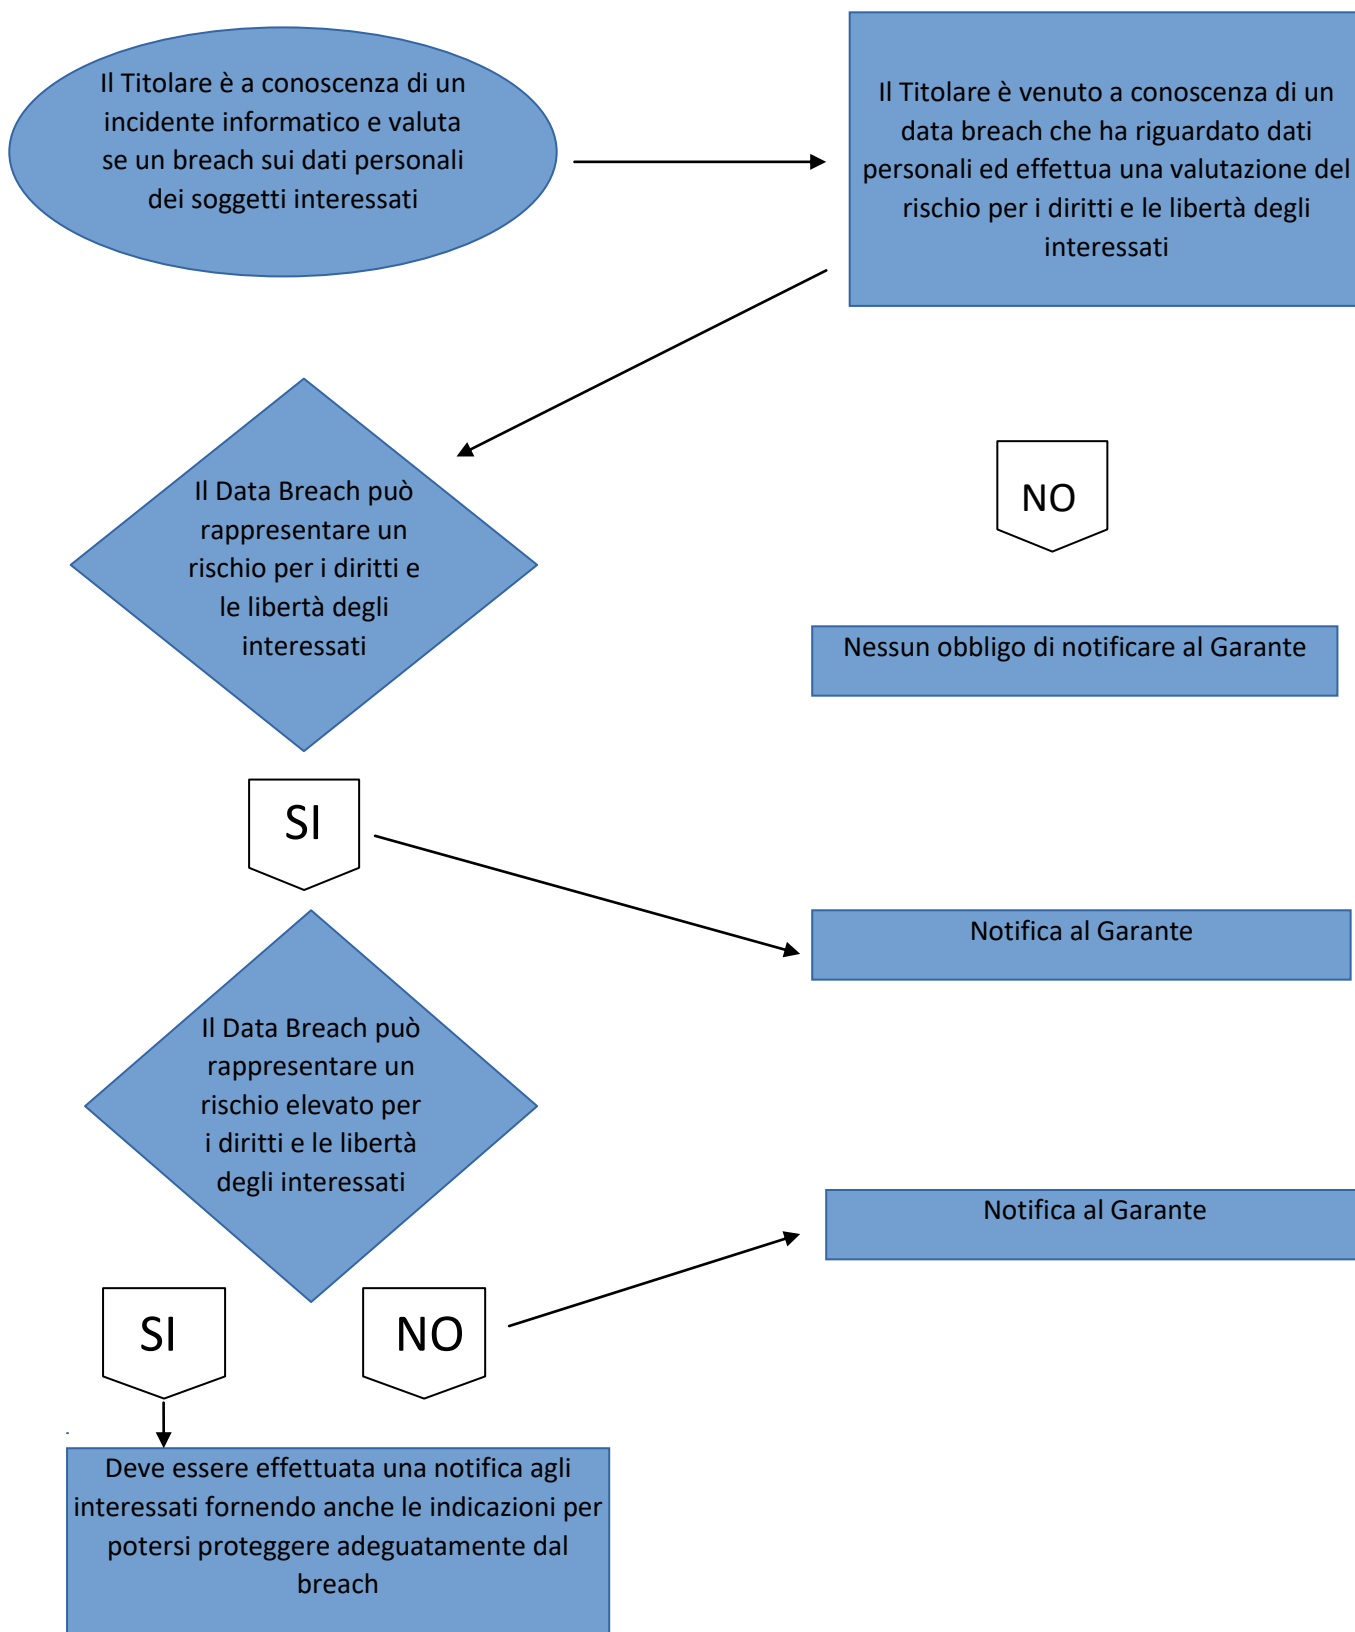 Il Titolare è a conoscenza di un
incidente informatico e valuta
se un breach sui dati personali
dei soggetti interessati
Il Titolare è venuto a conoscenza di un
data breach che ha riguardato dati
personali ed effettua una valutazione del
rischio per i diritti e le libertà degli
interessati
Il Data Breach può
rappresentare un
rischio per i diritti e
le libertà degli
interessati
NO
Nessun obbligo di notificare al Garante
SI
Notifica al Garante
Il Data Breach può
rappresentare un
rischio elevato per
i diritti e le libertà
degli interessati
Notifica al Garante
SI
NO
Deve essere effettuata una notifica agli
interessati fornendo anche le indicazioni per
potersi proteggere adeguatamente dal
breach